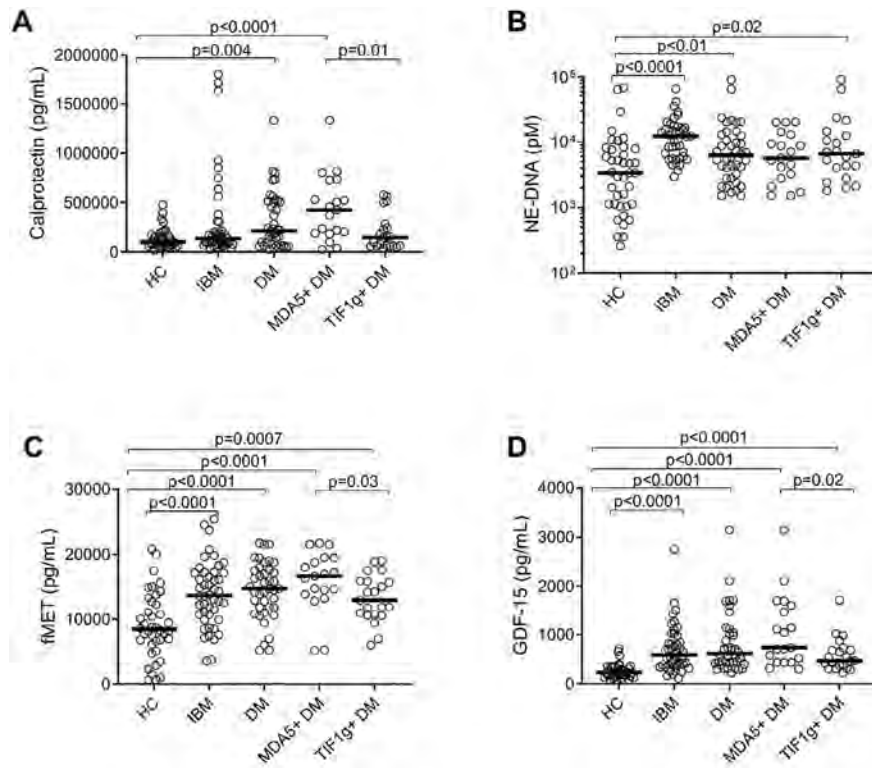 A
p<0.0001
p=0.004
p=0.01
Calprotectin (pg/mL)
2000000
1500000
1000000
500000
0
HC
IBM
DM
MDA5+ DM
TIF1g+ DM
B
p=0.02
p<0.01
p<0.0001
NE-DNA (pM)
10⁵
10⁴
10³
10²
HC
IBM
DM
MDA5+ DM
TIF1g+ DM
C
p=0.0007
p<0.0001
p<0.0001
p=0.03
p<0.0001
fMET (pg/mL)
30000
20000
10000
0
HC
IBM
DM
MDA5+ DM
TIF1g+ DM
D
p<0.0001
p<0.0001
p<0.0001
p=0.02
p<0.0001
GDF-15 (pg/mL)
4000
3000
2000
1000
0
HC
IBM
DM
MDA5+ DM
TIF1g+ DM